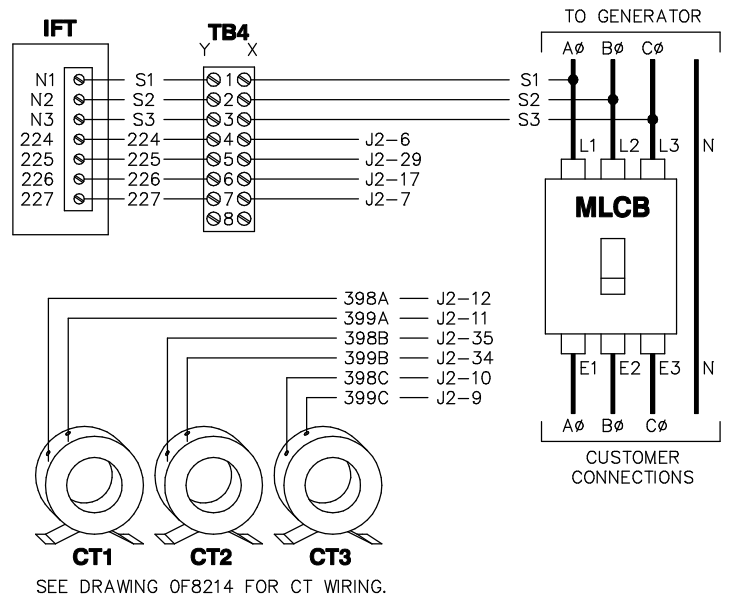 IFT
TB4
Y X
TO GENERATOR
AØ BØ CØ
N1 S1 1 S1
N2 S2 2 S2
N3 S3 3 S3
224 224 4 J2-6
225 225 5 J2-29
226 226 6 J2-17
227 227 7 J2-7
8
L1 L2 L3 N
MLCB
E1 E2 E3 N
AØ BØ CØ
CUSTOMER
CONNECTIONS
398A J2-12
399A J2-11
398B J2-35
399B J2-34
398C J2-10
399C J2-9
CT1 CT2 CT3
SEE DRAWING 0F8214 FOR CT WIRING.